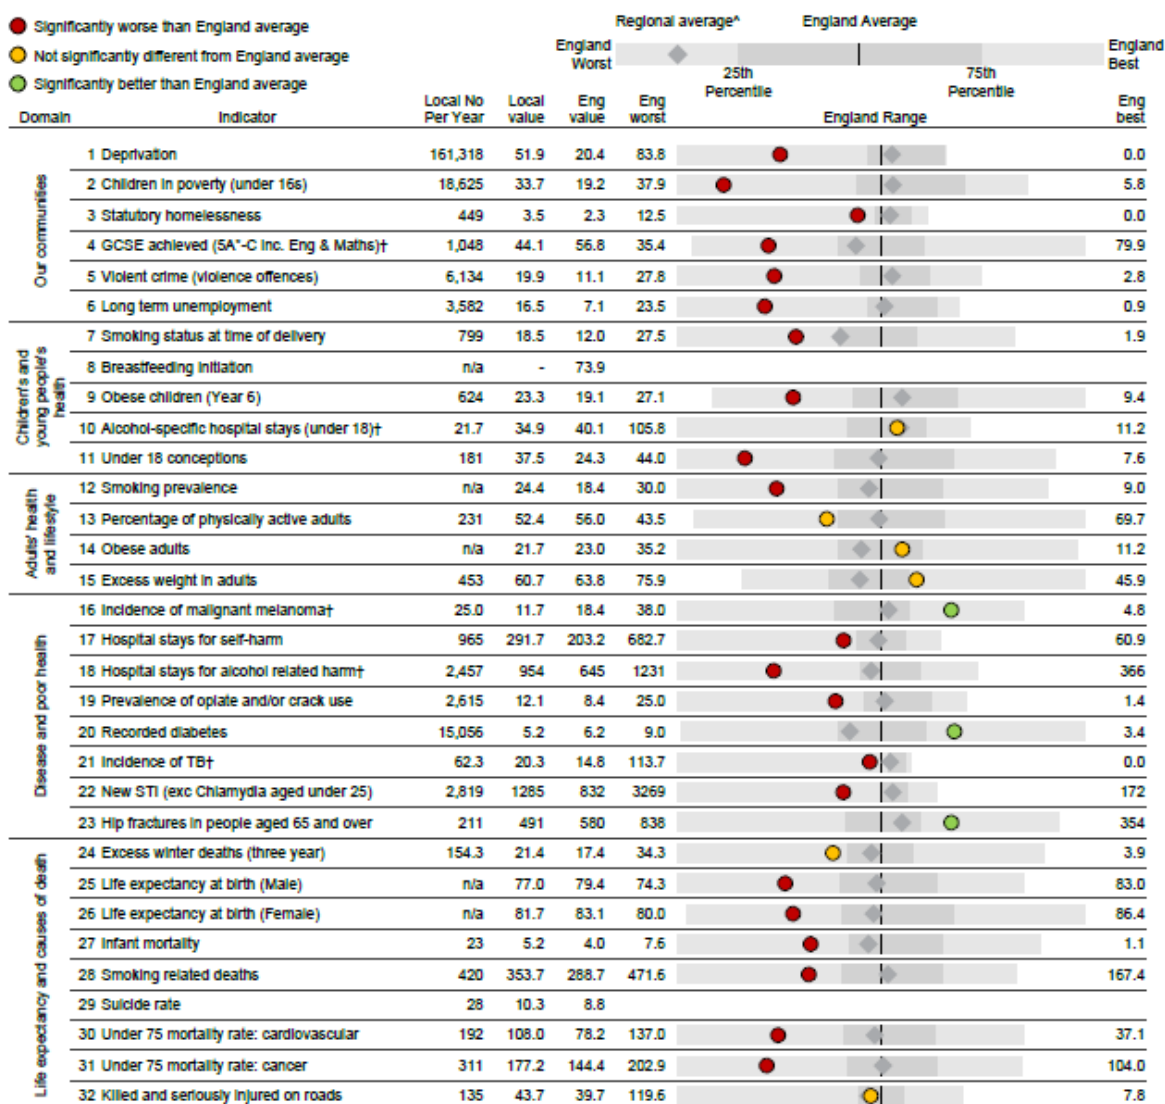 Significantly worse than England average
Not significantly different from England average
Significantly better than England average
Regional average^ England Average
England Worst England Best
25th Percentile 75th Percentile
Domain Indicator Local No Per Year Local value Eng value Eng worst England Range Eng best
Our communities
1 Deprivation 161,318 51.9 20.4 83.8 0.0
2 Children in poverty (under 16s) 18,625 33.7 19.2 37.9 5.8
3 Statutory homelessness 449 3.5 2.3 12.5 0.0
4 GCSE achieved (5A*-C inc. Eng & Maths)† 1,048 44.1 56.8 35.4 79.9
5 Violent crime (violence offences) 6,134 19.9 11.1 27.8 2.8
6 Long term unemployment 3,582 16.5 7.1 23.5 0.9
Children's and young people's health
7 Smoking status at time of delivery 799 18.5 12.0 27.5 1.9
8 Breastfeeding initiation n/a - 73.9
9 Obese children (Year 6) 624 23.3 19.1 27.1 9.4
10 Alcohol-specific hospital stays (under 18)† 21.7 34.9 40.1 105.8 11.2
11 Under 18 conceptions 181 37.5 24.3 44.0 7.6
Adults' health and lifestyle
12 Smoking prevalence n/a 24.4 18.4 30.0 9.0
13 Percentage of physically active adults 231 52.4 56.0 43.5 69.7
14 Obese adults n/a 21.7 23.0 35.2 11.2
15 Excess weight in adults 453 60.7 63.8 75.9 45.9
Disease and poor health
16 Incidence of malignant melanoma† 25.0 11.7 18.4 38.0 4.8
17 Hospital stays for self-harm 965 291.7 203.2 682.7 60.9
18 Hospital stays for alcohol related harm† 2,457 954 645 1231 366
19 Prevalence of opiate and/or crack use 2,615 12.1 8.4 25.0 1.4
20 Recorded diabetes 15,056 5.2 6.2 9.0 3.4
21 Incidence of TB† 62.3 20.3 14.8 113.7 0.0
22 New STI (exc Chlamydia aged under 25) 2,819 1285 832 3269 172
23 Hip fractures in people aged 65 and over 211 491 580 838 354
Life expectancy and causes of death
24 Excess winter deaths (three year) 154.3 21.4 17.4 34.3 3.9
25 Life expectancy at birth (Male) n/a 77.0 79.4 74.3 83.0
26 Life expectancy at birth (Female) n/a 81.7 83.1 80.0 86.4
27 Infant mortality 23 5.2 4.0 7.6 1.1
28 Smoking related deaths 420 353.7 288.7 471.6 167.4
29 Suicide rate 28 10.3 8.8
30 Under 75 mortality rate: cardiovascular 192 108.0 78.2 137.0 37.1
31 Under 75 mortality rate: cancer 311 177.2 144.4 202.9 104.0
32 Killed and seriously injured on roads 135 43.7 39.7 119.6 7.8